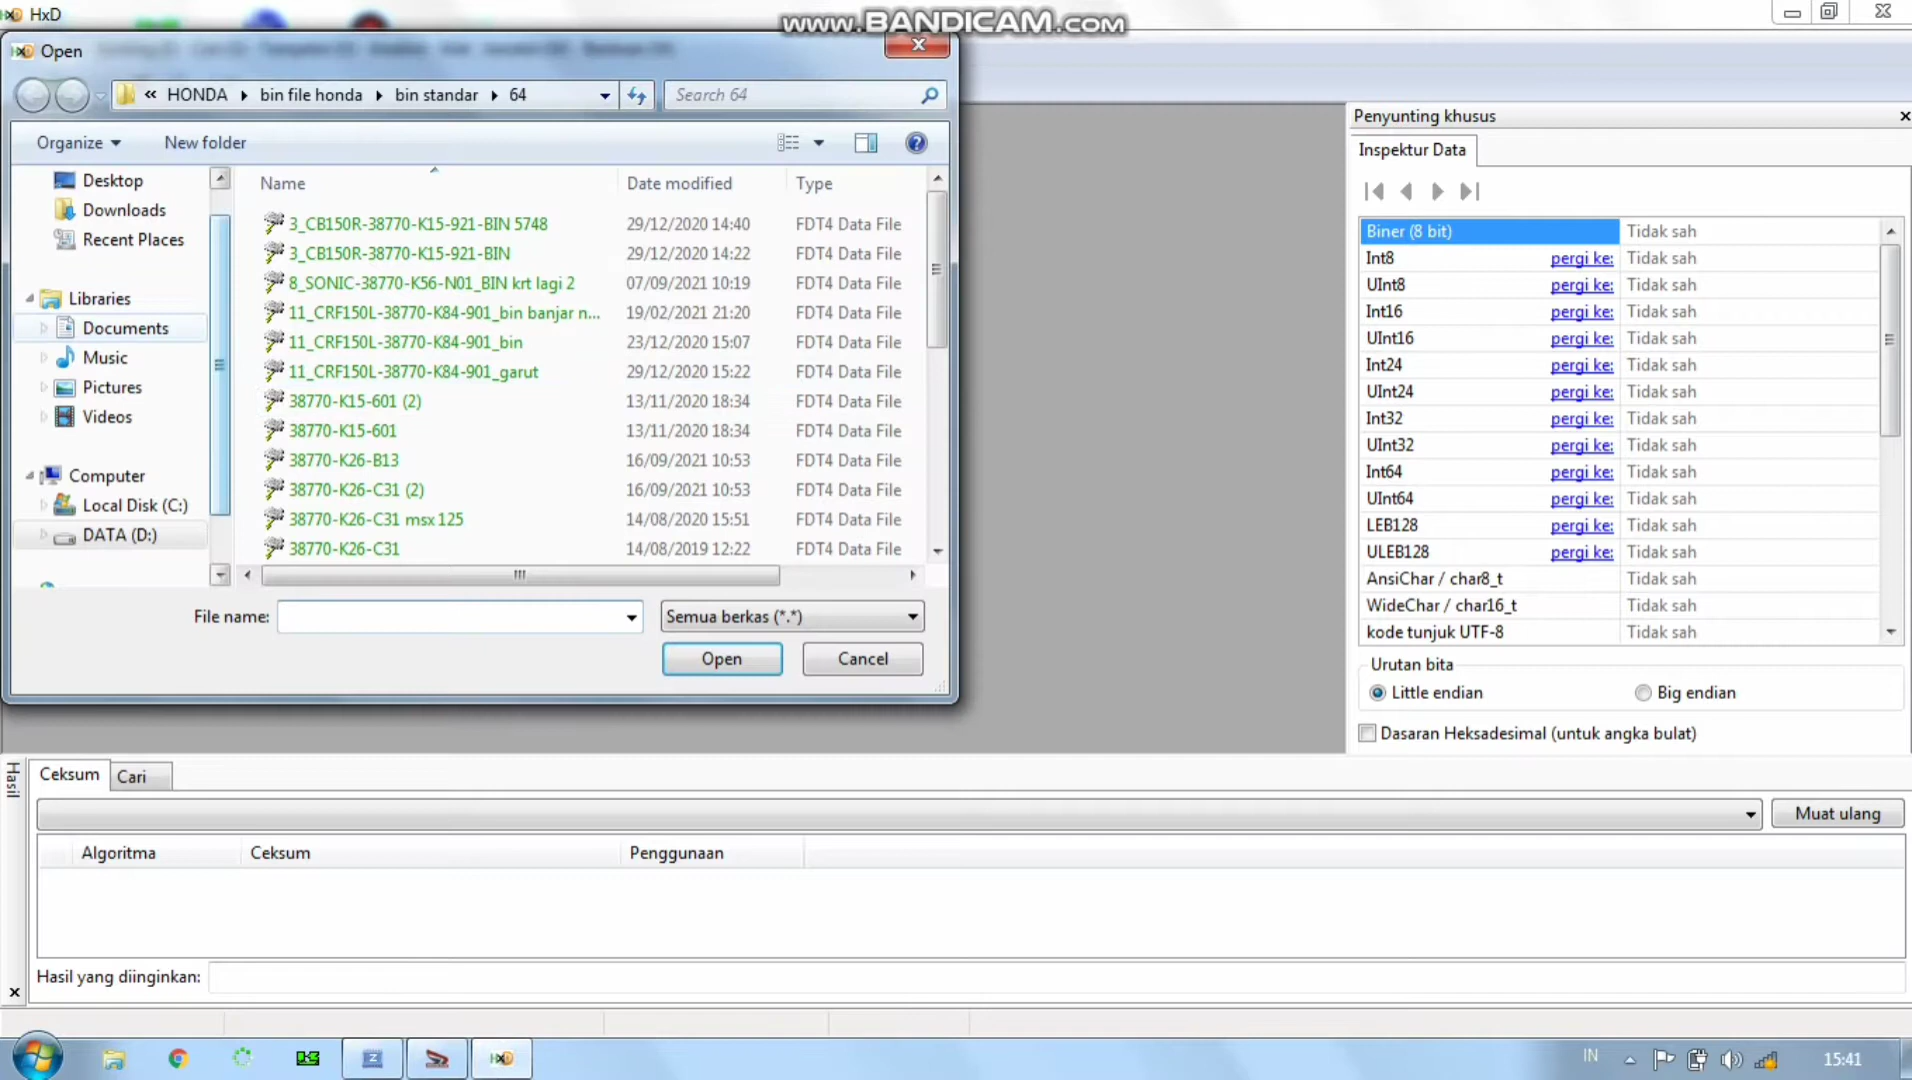 HxD
www.BANDICAM.com
Open
« HONDA bin file honda bin standar 64
Search 64
Organize
New folder
Desktop
Downloads
Recent Places
Libraries
Documents
Music
Pictures
Videos
Computer
Local Disk (C:)
DATA (D:)
Name Date modified Type
3_CB150R-38770-K15-921-BIN 5748 29/12/2020 14:40 FDT4 Data File
3_CB150R-38770-K15-921-BIN 29/12/2020 14:22 FDT4 Data File
8_SONIC-38770-K56-N01_BIN krt lagi 2 07/09/2021 10:19 FDT4 Data File
11_CRF150L-38770-K84-901_bin banjar n... 19/02/2021 21:20 FDT4 Data File
11_CRF150L-38770-K84-901_bin 23/12/2020 15:07 FDT4 Data File
11_CRF150L-38770-K84-901_garut 29/12/2020 15:22 FDT4 Data File
38770-K15-601 (2) 13/11/2020 18:34 FDT4 Data File
38770-K15-601 13/11/2020 18:34 FDT4 Data File
38770-K26-B13 16/09/2021 10:53 FDT4 Data File
38770-K26-C31 (2) 16/09/2021 10:53 FDT4 Data File
38770-K26-C31 msx 125 14/08/2020 15:51 FDT4 Data File
38770-K26-C31 14/08/2019 12:22 FDT4 Data File
File name:
Semua berkas (*.*)
Open
Cancel
Penyunting khusus
Inspektur Data
Biner (8 bit) Tidak sah
Int8 pergi ke: Tidak sah
UInt8 pergi ke: Tidak sah
Int16 pergi ke: Tidak sah
UInt16 pergi ke: Tidak sah
Int24 pergi ke: Tidak sah
UInt24 pergi ke: Tidak sah
Int32 pergi ke: Tidak sah
UInt32 pergi ke: Tidak sah
Int64 pergi ke: Tidak sah
UInt64 pergi ke: Tidak sah
LEB128 pergi ke: Tidak sah
ULEB128 pergi ke: Tidak sah
AnsiChar / char8_t Tidak sah
WideChar / char16_t Tidak sah
kode tunjuk UTF-8 Tidak sah
Urutan bita
Little endian
Big endian
Dasaran Heksadesimal (untuk angka bulat)
Hasil
Ceksum
Cari
Muat ulang
Algoritma Ceksum Penggunaan
Hasil yang diinginkan:
IN
15:41